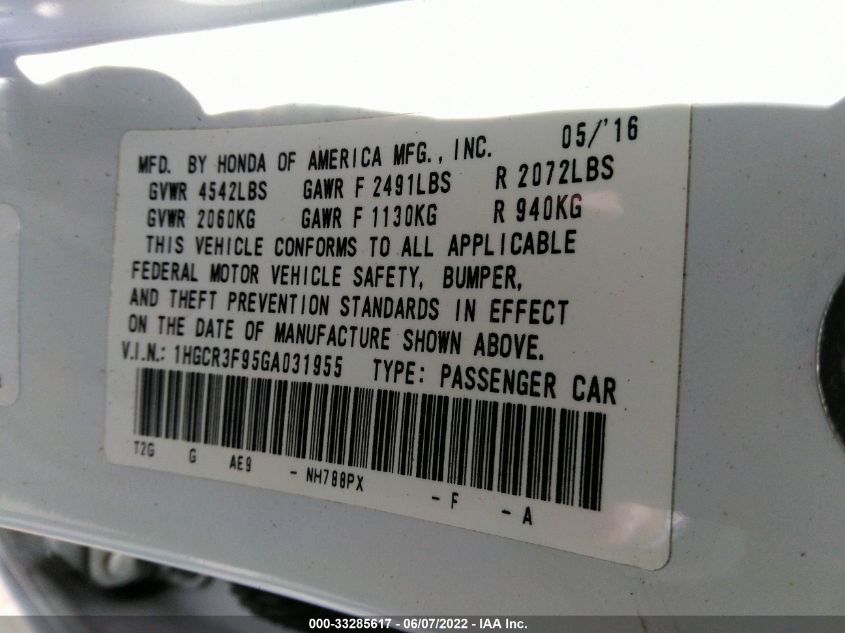 MFD. BY HONDA OF AMERICA MFG., INC. 05/'16
GVWR 4542LBS GAWR F 2491LBS R 2072LBS
GVWR 2060KG GAWR F 1130KG R 940KG
THIS VEHICLE CONFORMS TO ALL APPLICABLE
FEDERAL MOTOR VEHICLE SAFETY, BUMPER,
AND THEFT PREVENTION STANDARDS IN EFFECT
ON THE DATE OF MANUFACTURE SHOWN ABOVE.
V.I.N.: 1HGCR3F95GA031955 TYPE: PASSENGER CAR
T2G G AE9 - NH788PX - F - A
000-33285617 - 06/07/2022 - IAA Inc.